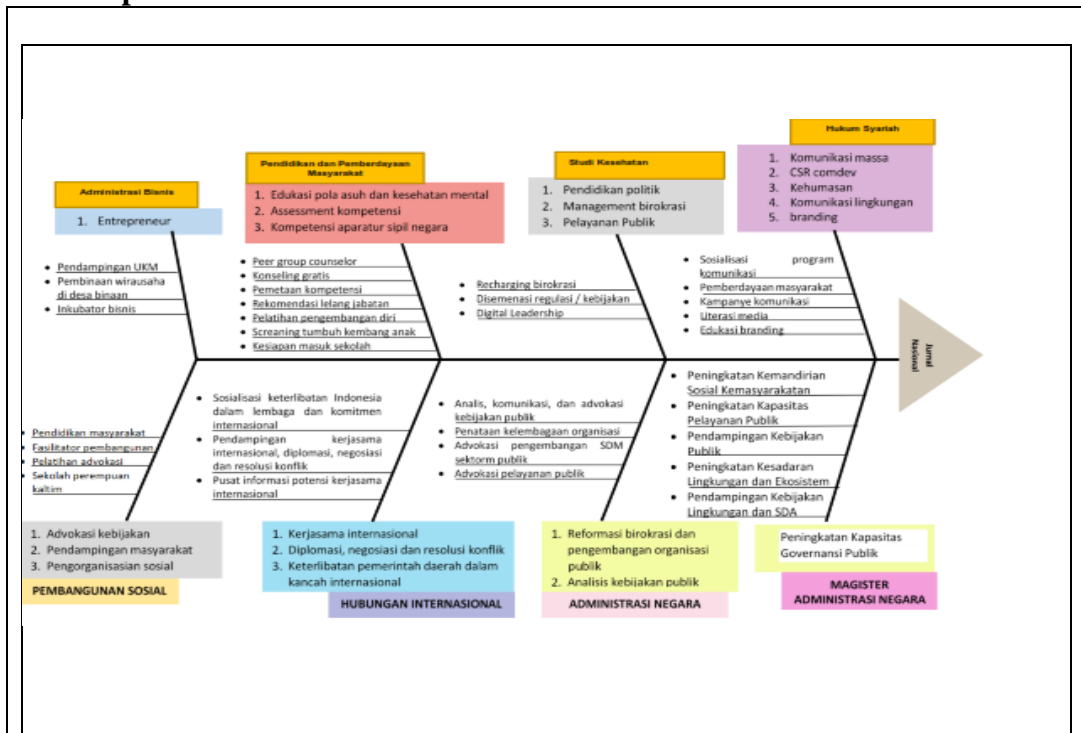 Hukum Syariah
1. Komunikasi massa
2. CSR comdev
3. Kehumasan
4. Komunikasi lingkungan
5. branding
Pendidikan dan Pemberdayaan
Masyarakat
1. Edukasi pola asuh dan kesehatan mental
2. Assessment kompetensi
3. Kompetensi aparatur sipil negara
Studi Kesehatan
1. Pendidikan politik
2. Management birokrasi
3. Pelayanan Publik
Administrasi Bisnis
1. Entrepreneur
• Pendampingan UKM
• Pembinaan wirausaha
di desa binaan
• Inkubator bisnis
• Peer group counselor
• Konseling gratis
• Pemetaan kompetensi
• Rekomendasi lelang jabatan
• Pelatihan pengembangan diri
• Screaning tumbuh kembang anak
• Kesiapan masuk sekolah
• Recharging birokrasi
• Disemenasi regulasi / kebijakan
• Digital Leadership
• Sosialisasi program
komunikasi
• Pemberdayaan masyarakat
• Kampanye komunikasi
• Literasi media
• Edukasi branding
Jurnal
Nasional
• Pendidikan masyarakat
• Fasilitator pembangunan
• Pelatihan advokasi
• Sekolah perempuan
kaltim
• Sosialisasi keterlibatan Indonesia
dalam lembaga dan komitmen
internasional
• Pendampingan kerjasama
internasional, diplomasi, negosiasi
dan resolusi konflik
• Pusat informasi potensi kerjasama
internasional
• Analis, komunikasi, dan advokasi
kebijakan publik
• Penataan kelembagaan organisasi
• Advokasi pengembangan SDM
sektorm publik
• Advokasi pelayanan publik
• Peningkatan Kemandirian
Sosial Kemasyarakatan
• Peningkatan Kapasitas
Pelayanan Publik
• Pendampingan Kebijakan
Publik
• Peningkatan Kesadaran
Lingkungan dan Ekosistem
• Pendampingan Kebijakan
Lingkungan dan SDA
1. Advokasi kebijakan
2. Pendampingan masyarakat
3. Pengorganisasian sosial
PEMBANGUNAN SOSIAL
1. Kerjasama internasional
2. Diplomasi, negosiasi dan resolusi konflik
3. Keterlibatan pemerintah daerah dalam
kancah internasional
HUBUNGAN INTERNASIONAL
1. Reformasi birokrasi dan
pengembangan organisasi
publik
2. Analisis kebijakan publik
ADMINISTRASI NEGARA
Peningkatan Kapasitas
Governansi Publik
MAGISTER
ADMINISTRASI NEGARA